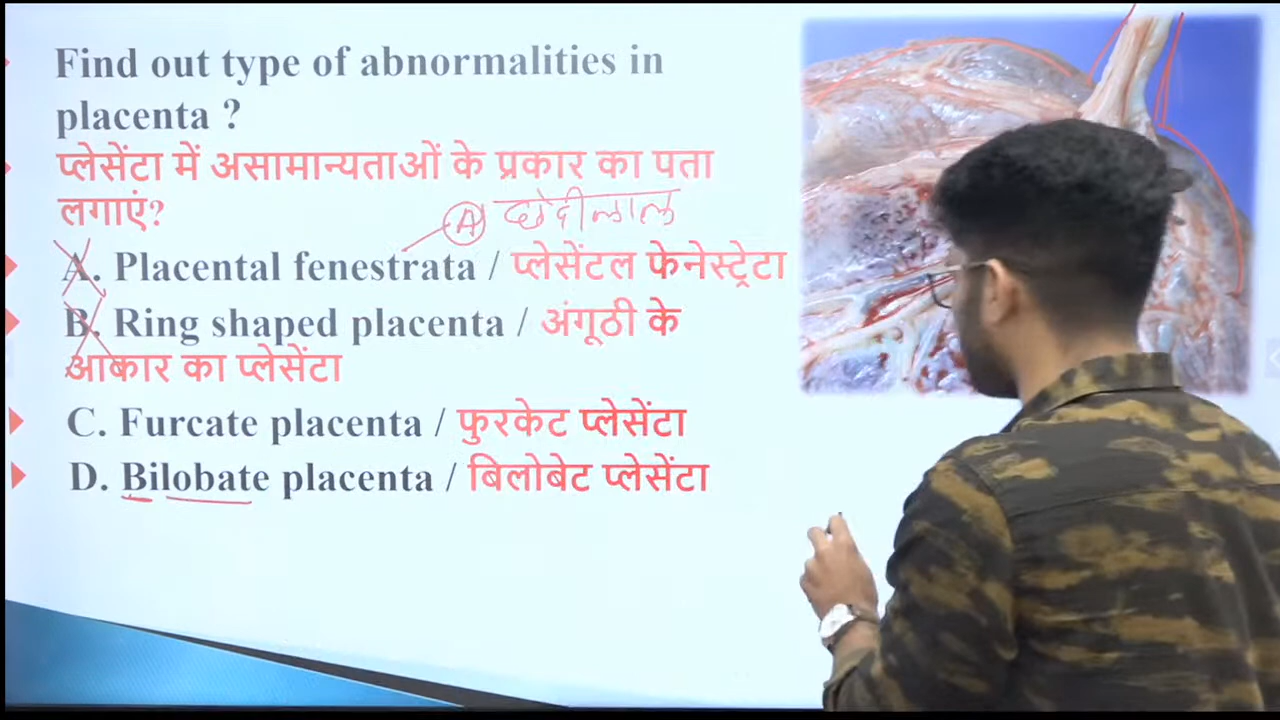 Find out type of abnormalities in
placenta ?
प्लेसेंटा में असामान्यताओं के प्रकार का पता
लगाएं?
A
A. Placental fenestrata / प्लेसेंटल फेनेस्ट्रेटा
B. Ring shaped placenta / अंगूठी के
आकार का प्लेसेंटा
C. Furcate placenta / फुरकेट प्लेसेंटा
D. Bilobate placenta / बिलोबेट प्लेसेंटा